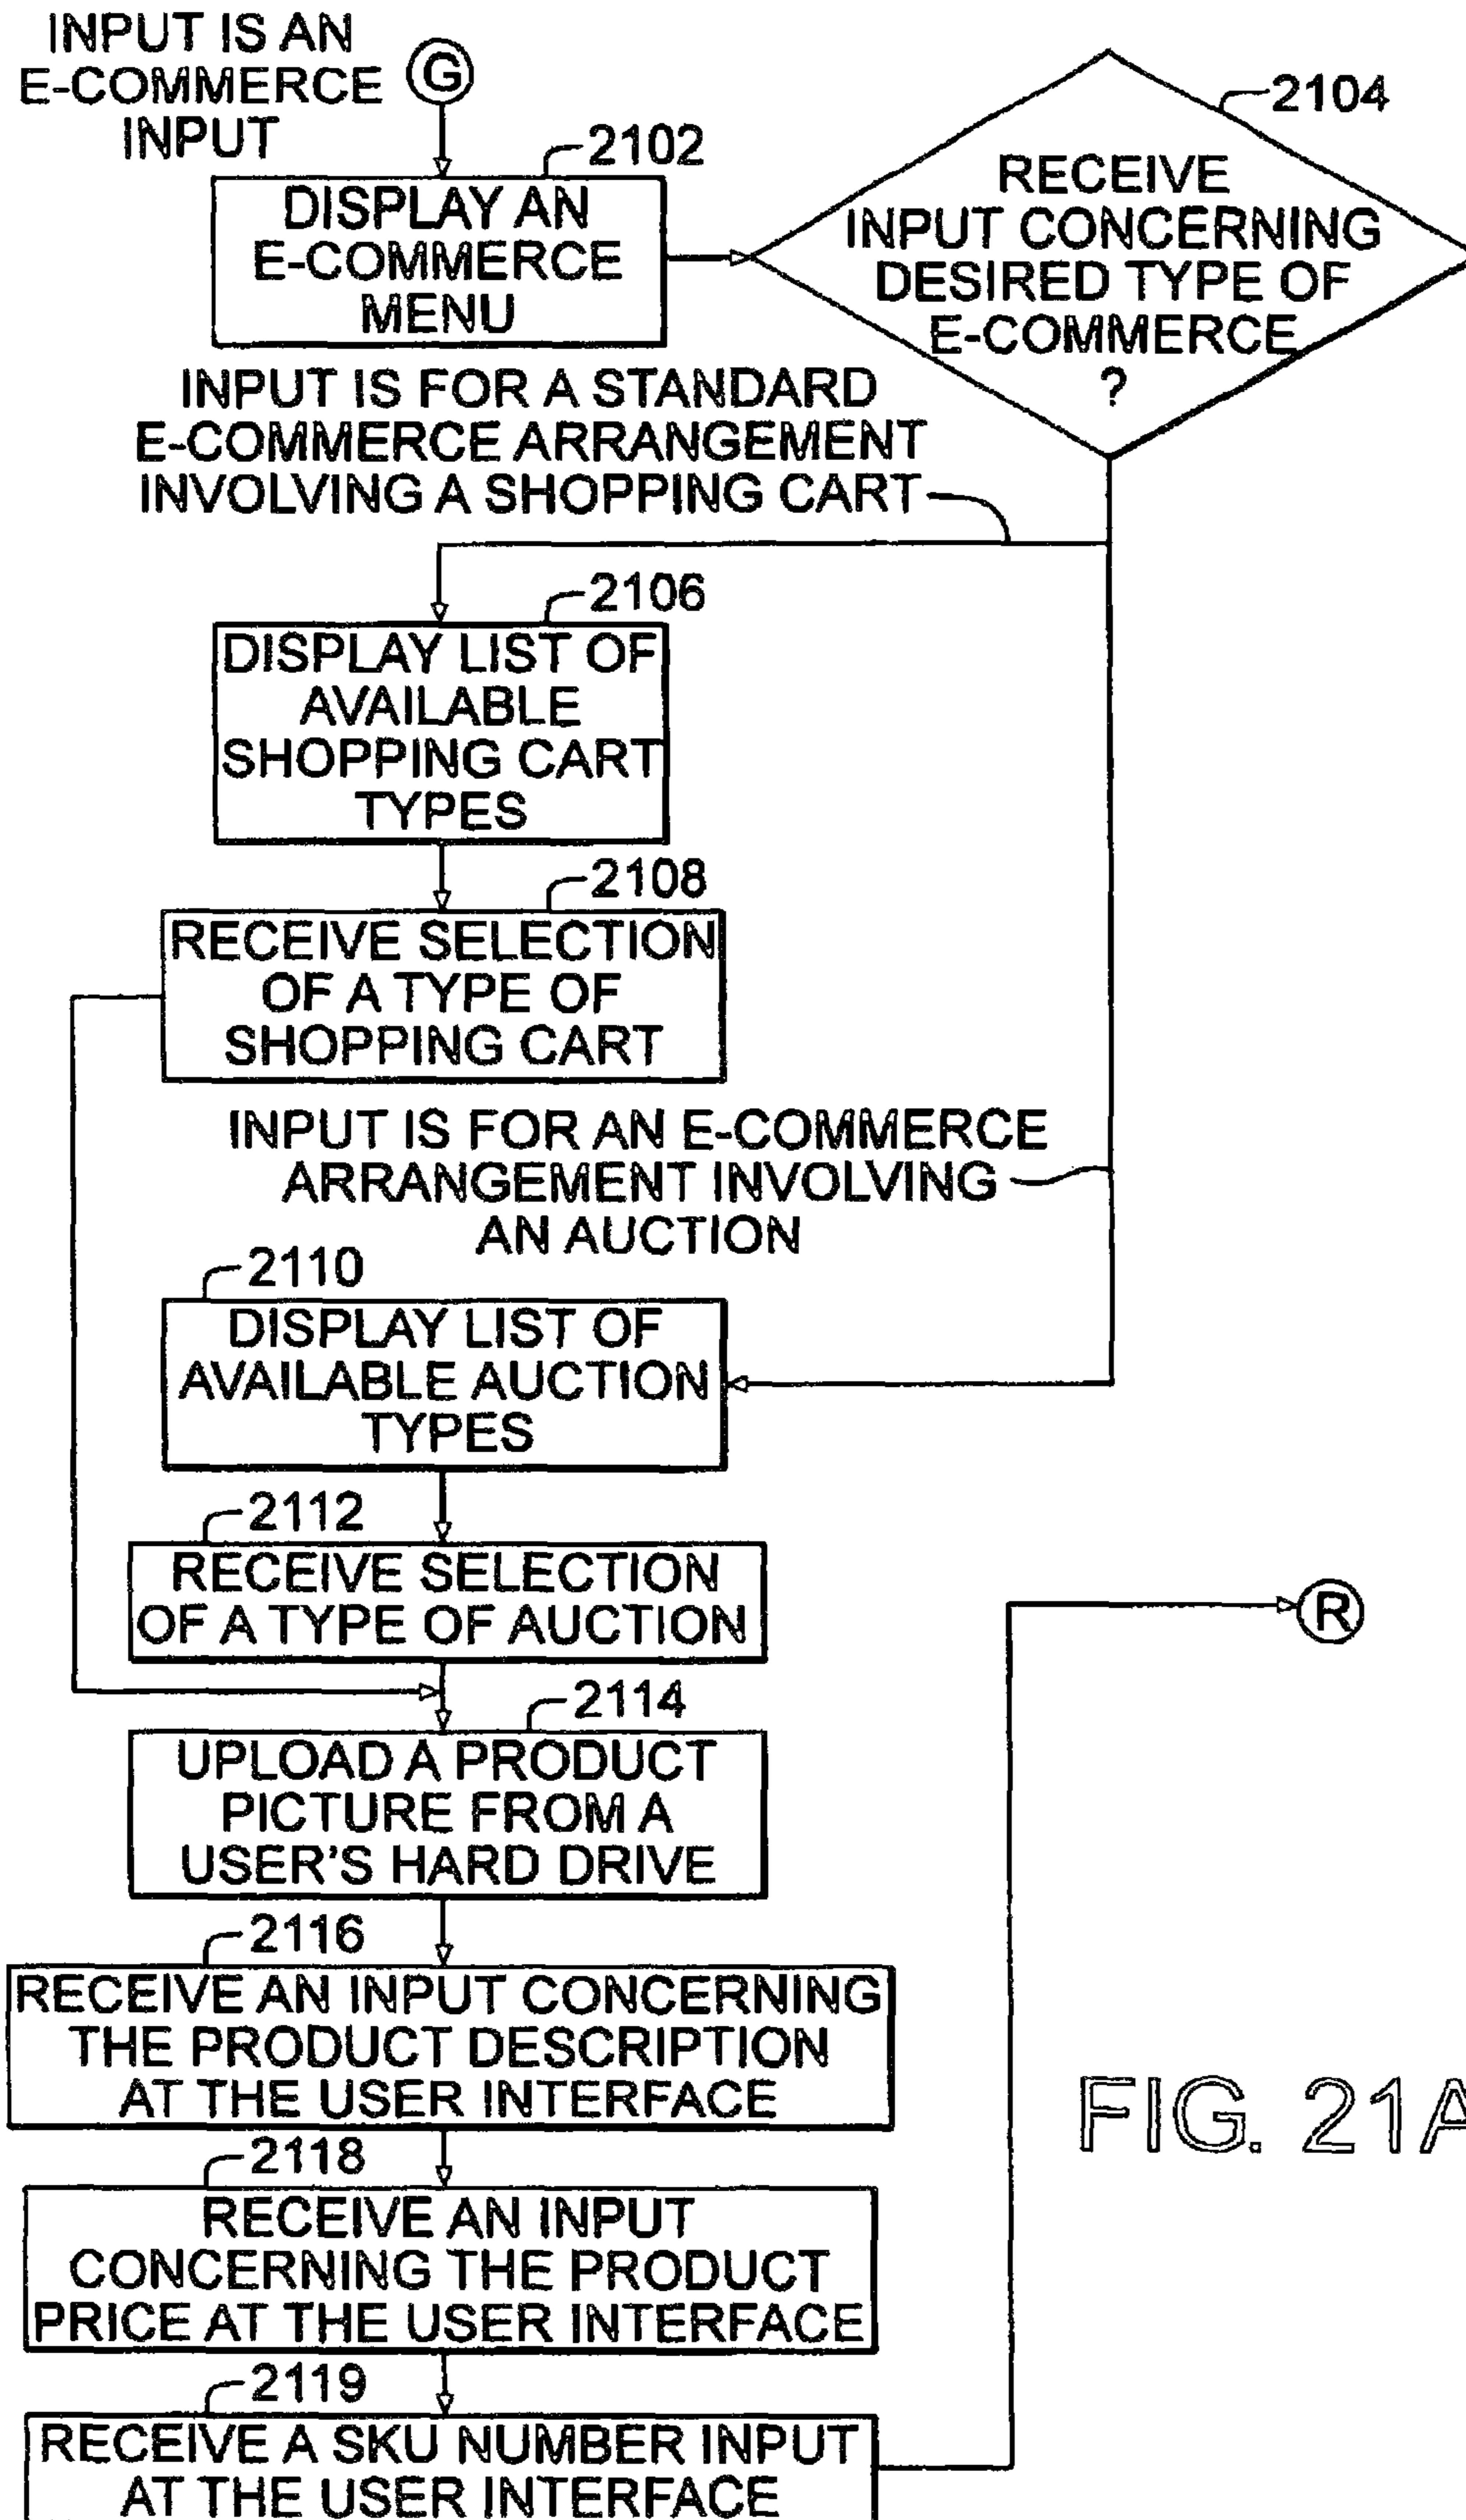 INPUT IS AN
E-COMMERCE
INPUT
G
2102
DISPLAY AN
E-COMMERCE
MENU
2104
RECEIVE
INPUT CONCERNING
DESIRED TYPE OF
E-COMMERCE
?
INPUT IS FOR A STANDARD
E-COMMERCE ARRANGEMENT
INVOLVING A SHOPPING CART
2106
DISPLAY LIST OF
AVAILABLE
SHOPPING CART
TYPES
2108
RECEIVE SELECTION
OF A TYPE OF
SHOPPING CART
INPUT IS FOR AN E-COMMERCE
ARRANGEMENT INVOLVING
AN AUCTION
2110
DISPLAY LIST OF
AVAILABLE AUCTION
TYPES
2112
RECEIVE SELECTION
OF A TYPE OF AUCTION
R
2114
UPLOAD A PRODUCT
PICTURE FROM A
USER'S HARD DRIVE
2116
RECEIVE AN INPUT CONCERNING
THE PRODUCT DESCRIPTION
AT THE USER INTERFACE
FIG. 21A
2118
RECEIVE AN INPUT
CONCERNING THE PRODUCT
PRICE AT THE USER INTERFACE
2119
RECEIVE A SKU NUMBER INPUT
AT THE USER INTERFACE